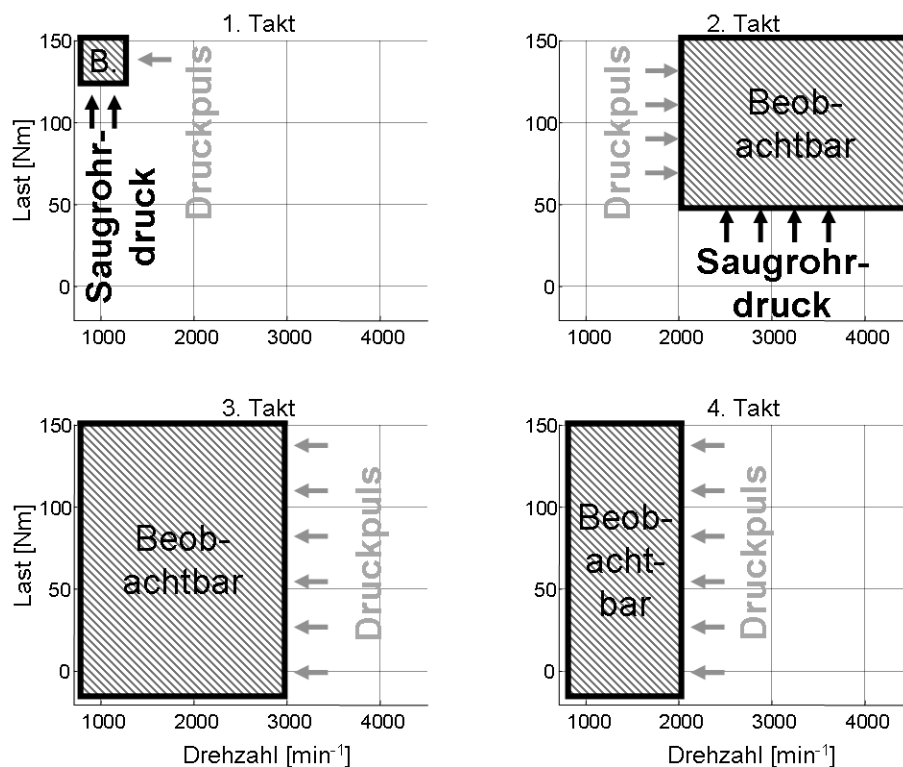 1. Takt
Last [Nm]
150
100
50
0
1000
2000
3000
4000
B.
Saugrohr-
druck
Druckpuls
2. Takt
150
100
50
0
1000
2000
3000
4000
Druckpuls
Beob-
achtbar
Saugrohr-
druck
3. Takt
Last [Nm]
150
100
50
0
1000
2000
3000
4000
Beob-
achtbar
Druckpuls
Drehzahl [min⁻¹]
4. Takt
150
100
50
0
1000
2000
3000
4000
Beob-
acht-
bar
Druckpuls
Drehzahl [min⁻¹]